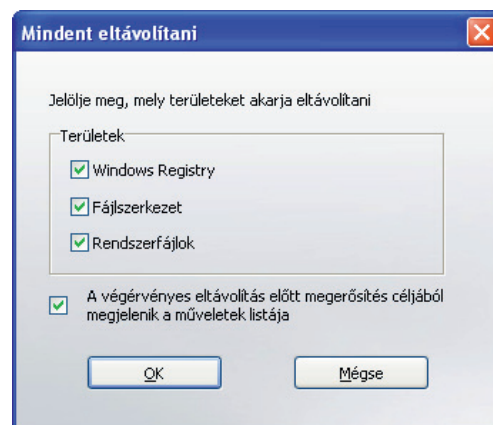 Mindent eltávolítani
Jelölje meg, mely területeket akarja eltávolítani
Területek
Windows Registry
Fájlszerkezet
Rendszerfájlok
A végérvényes eltávolítás előtt megerősítés céljából
megjelenik a műveletek listája
OK
Mégse